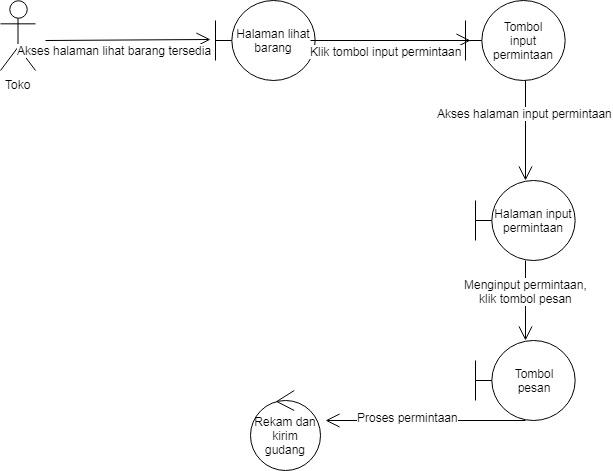 Toko
Akses halaman lihat barang tersedia
Halaman lihat
barang
Klik tombol input permintaan
Tombol
input
permintaan
Akses halaman input permintaan
Halaman input
permintaan
Menginput permintaan,
klik tombol pesan
Tombol
pesan
Proses permintaan
Rekam dan
kirim
gudang